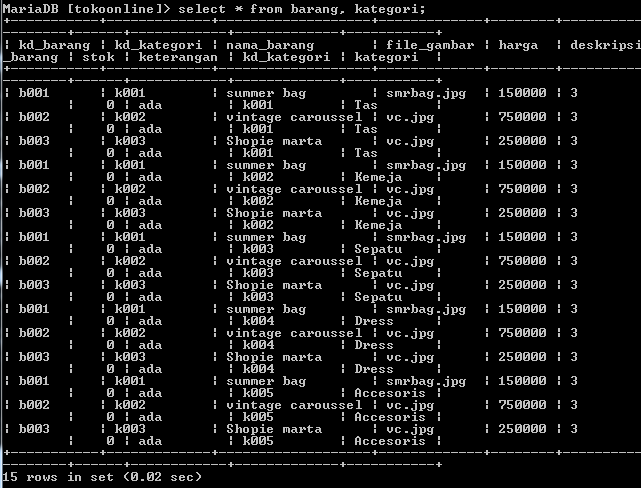 MariaDB [tokoonline]> select * from barang, kategori;
+-----------+-------------+-------------------+-------------+--------+----------
--------+------+------------+-------------+-----------+
| kd_barang | kd_kategori | nama_barang       | file_gambar | harga  | deskripsi
_barang | stok | keterangan | kd_kategori | kategori  |
+-----------+-------------+-------------------+-------------+--------+----------
--------+------+------------+-------------+-----------+
| b001      | k001        | summer bag        | smrbag.jpg  | 150000 | 3
        |    0 | ada        | k001        | Tas       |
| b002      | k002        | vintage caroussel | vc.jpg      | 750000 | 3
        |    0 | ada        | k001        | Tas       |
| b003      | k003        | Shopie marta      | vc.jpg      | 250000 | 3
        |    0 | ada        | k001        | Tas       |
| b001      | k001        | summer bag        | smrbag.jpg  | 150000 | 3
        |    0 | ada        | k002        | Kemeja    |
| b002      | k002        | vintage caroussel | vc.jpg      | 750000 | 3
        |    0 | ada        | k002        | Kemeja    |
| b003      | k003        | Shopie marta      | vc.jpg      | 250000 | 3
        |    0 | ada        | k002        | Kemeja    |
| b001      | k001        | summer bag        | smrbag.jpg  | 150000 | 3
        |    0 | ada        | k003        | Sepatu    |
| b002      | k002        | vintage caroussel | vc.jpg      | 750000 | 3
        |    0 | ada        | k003        | Sepatu    |
| b003      | k003        | Shopie marta      | vc.jpg      | 250000 | 3
        |    0 | ada        | k003        | Sepatu    |
| b001      | k001        | summer bag        | smrbag.jpg  | 150000 | 3
        |    0 | ada        | k004        | Dress     |
| b002      | k002        | vintage caroussel | vc.jpg      | 750000 | 3
        |    0 | ada        | k004        | Dress     |
| b003      | k003        | Shopie marta      | vc.jpg      | 250000 | 3
        |    0 | ada        | k004        | Dress     |
| b001      | k001        | summer bag        | smrbag.jpg  | 150000 | 3
        |    0 | ada        | k005        | Accesoris |
| b002      | k002        | vintage caroussel | vc.jpg      | 750000 | 3
        |    0 | ada        | k005        | Accesoris |
| b003      | k003        | Shopie marta      | vc.jpg      | 250000 | 3
        |    0 | ada        | k005        | Accesoris |
+-----------+-------------+-------------------+-------------+--------+----------
--------+------+------------+-------------+-----------+
15 rows in set (0.02 sec)